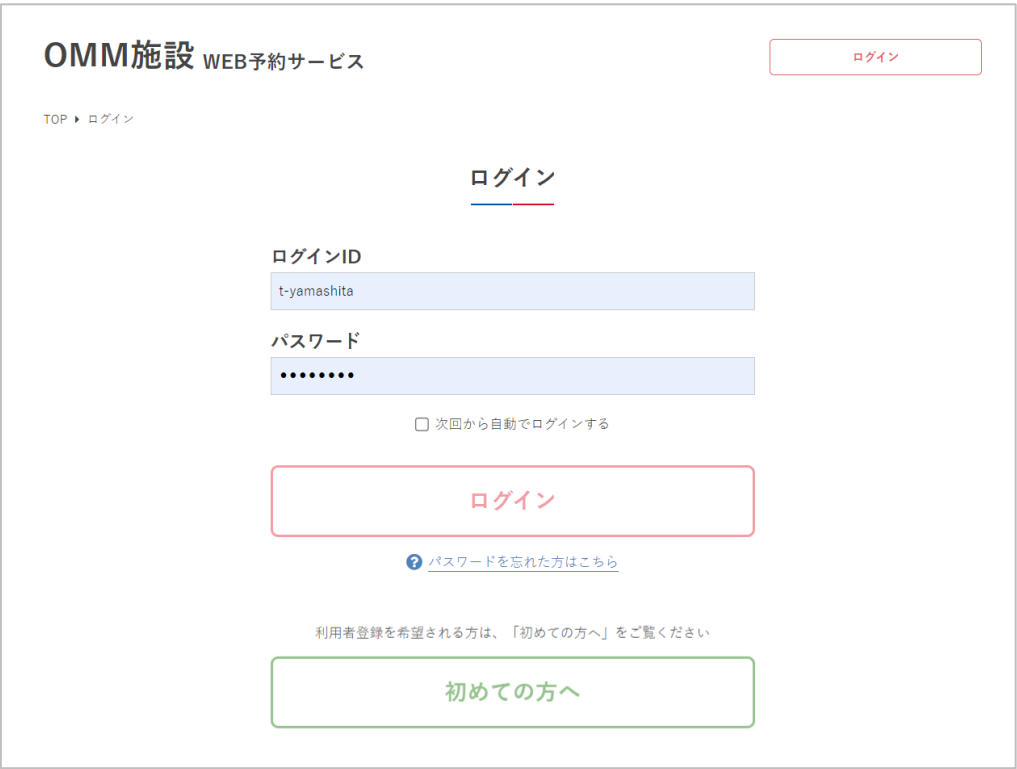 OMM施設 WEB予約サービス
ログイン
TOP ログイン
ログイン
ログインID
t-yamashita
パスワード
••••••••
次回から自動でログインする
ログイン
? パスワードを忘れた方はこちら
利用者登録を希望される方は、「初めての方へ」をご覧ください
初めての方へ